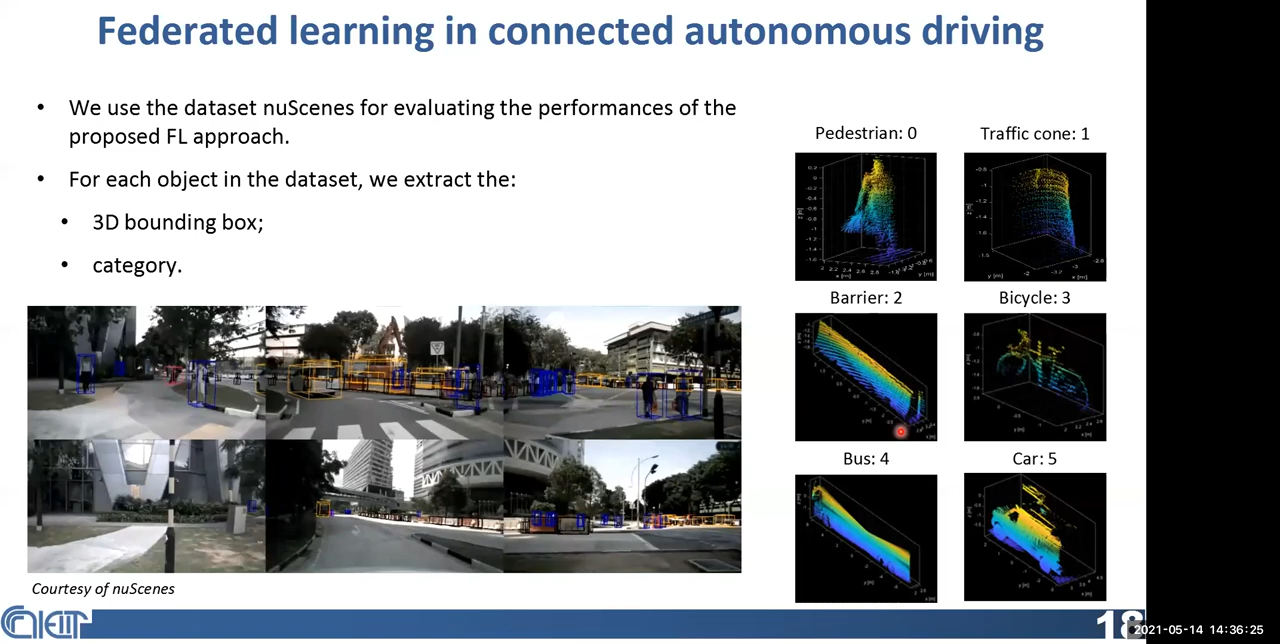 Federated learning in connected autonomous driving
• We use the dataset nuScenes for evaluating the performances of the
proposed FL approach.
• For each object in the dataset, we extract the:
• 3D bounding box;
• category.
Pedestrian: 0
Traffic cone: 1
Barrier: 2
Bicycle: 3
Bus: 4
Car: 5
Courtesy of nuScenes
18
2021-05-14 14:36:25